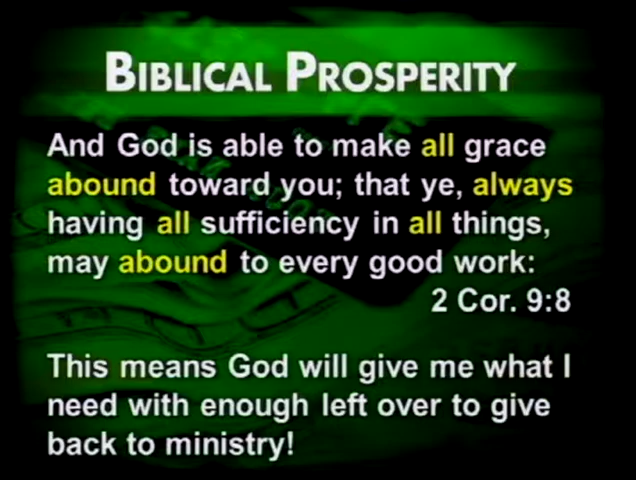 BIBLICAL PROSPERITY
And God is able to make all grace
abound toward you; that ye, always
having all sufficiency in all things,
may abound to every good work:
2 Cor. 9:8
This means God will give me what I
need with enough left over to give
back to ministry!